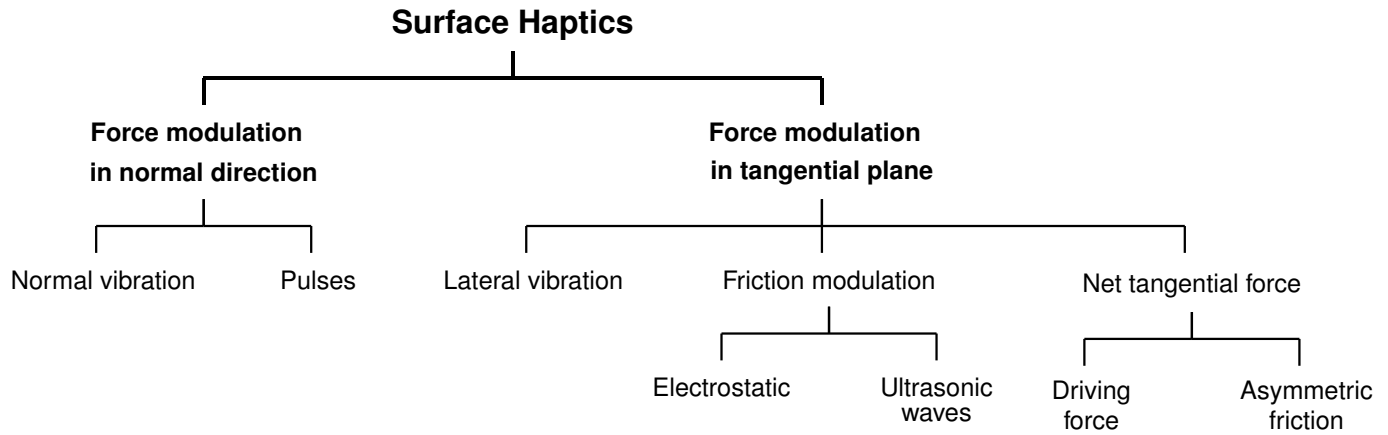 Surface Haptics
Force modulation
in normal direction
Force modulation
in tangential plane
Normal vibration
Pulses
Lateral vibration
Friction modulation
Net tangential force
Electrostatic
Ultrasonic
waves
Driving
force
Asymmetric
friction